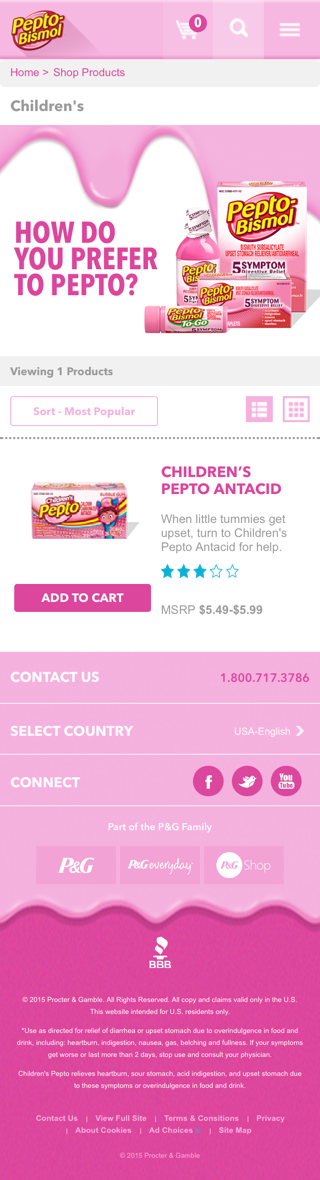 Pepto-
Bismol
0
Home > Shop Products
Children's
HOW DO
YOU PREFER
TO PEPTO?
Pepto-
Bismol
BISMUTH SUBSALICYLATE
UPSET STOMACH RELIEVER/ANTIDIARRHEAL
5 SYMPTOM
Digestive Relief
Pepto-
Bismol
5 SYMPTOM
Digestive Relief
Pepto-
Bismol
To-Go
Viewing 1 Products
Sort - Most Popular
CHILDREN'S
PEPTO ANTACID
Children's
Pepto
When little tummies get
upset, turn to Children's
Pepto Antacid for help.
ADD TO CART
MSRP $5.49-$5.99
CONTACT US 1.800.717.3786
SELECT COUNTRY USA-English
CONNECT f You
Tube
Part of the P&G Family
P&G P&G everyday P&G Shop
BBB
© 2015 Procter & Gamble. All Rights Reserved. All copy and claims valid only in the U.S.
This website intended for U.S. residents only.
*Use as directed for relief of diarrhea or upset stomach due to overindulgence in food and
drink, including: heartburn, indigestion, nausea, gas, belching and fullness. If your symptoms
get worse or last more than 2 days, stop use and consult your physician.
Children's Pepto relieves heartburn, sour stomach, acid indigestion, and upset stomach due
to these symptoms or overindulgence in food and drink.
Contact Us | View Full Site | Terms & Consitions | Privacy
| About Cookies | Ad Choices | Site Map
© 2015 Procter & Gamble